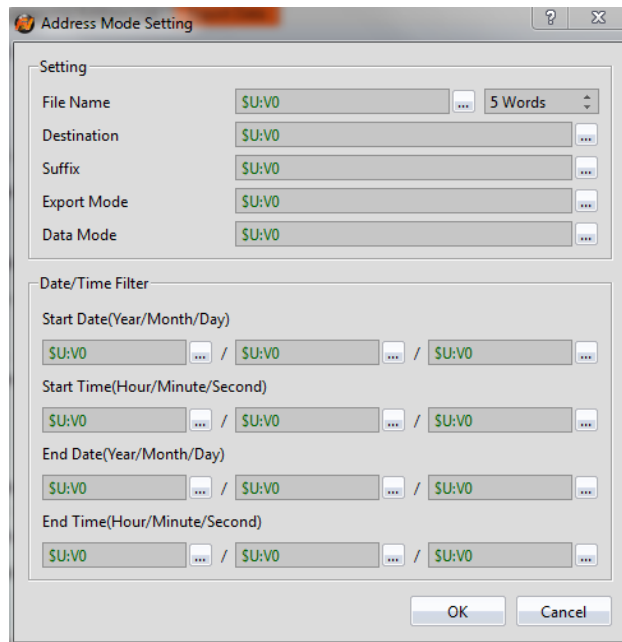 Address Mode Setting
Setting
File Name $U:V0 ... 5 Words
Destination $U:V0 ...
Suffix $U:V0 ...
Export Mode $U:V0 ...
Data Mode $U:V0 ...
Date/Time Filter
Start Date(Year/Month/Day)
$U:V0 ... / $U:V0 ... / $U:V0 ...
Start Time(Hour/Minute/Second)
$U:V0 ... / $U:V0 ... / $U:V0 ...
End Date(Year/Month/Day)
$U:V0 ... / $U:V0 ... / $U:V0 ...
End Time(Hour/Minute/Second)
$U:V0 ... / $U:V0 ... / $U:V0 ...
OK Cancel